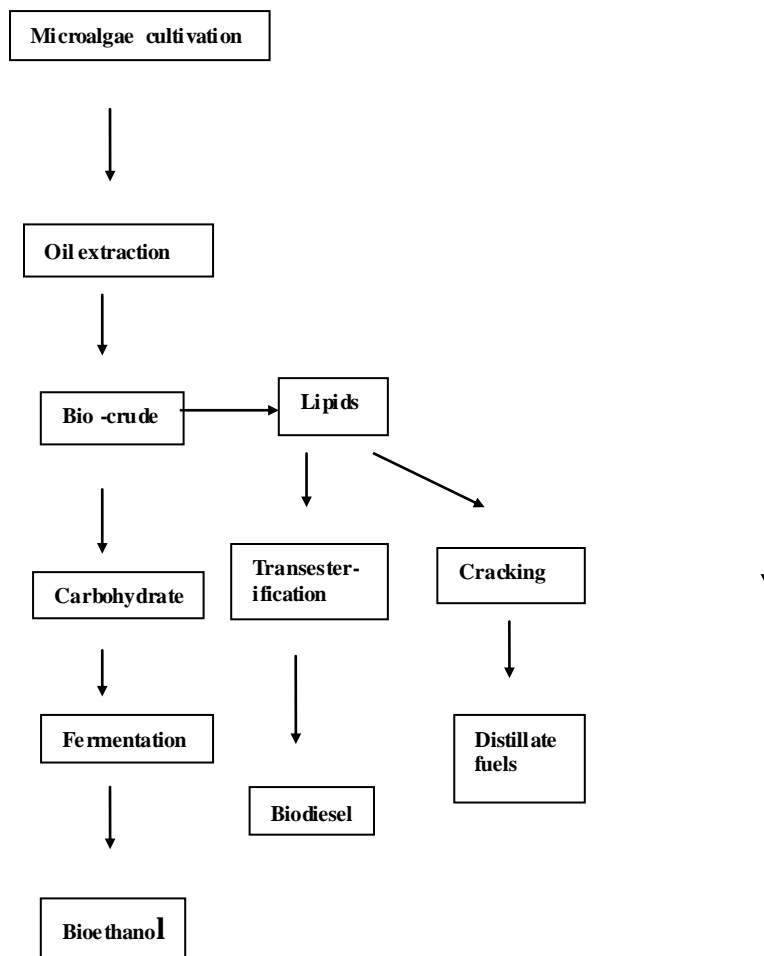 Microalgae cultivation
Oil extraction
Bio -crude
Lipids
Carbohydrate
Transester-
ification
Cracking
Fermentation
Distillate
fuels
Biodiesel
Bioethanol